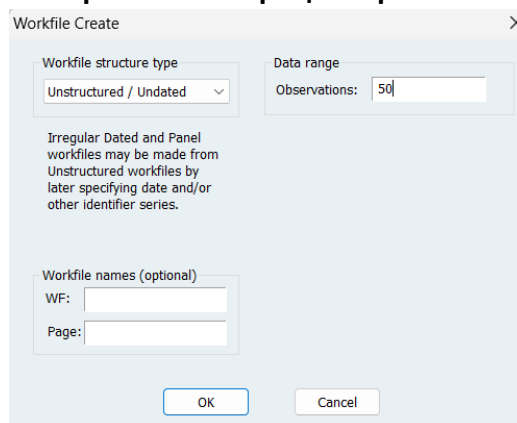 Workfile Create
Workfile structure type
Unstructured / Undated
Irregular Dated and Panel
workfiles may be made from
Unstructured workfiles by
later specifying date and/or
other identifier series.
Data range
Observations: 50
Workfile names (optional)
WF:
Page:
OK Cancel